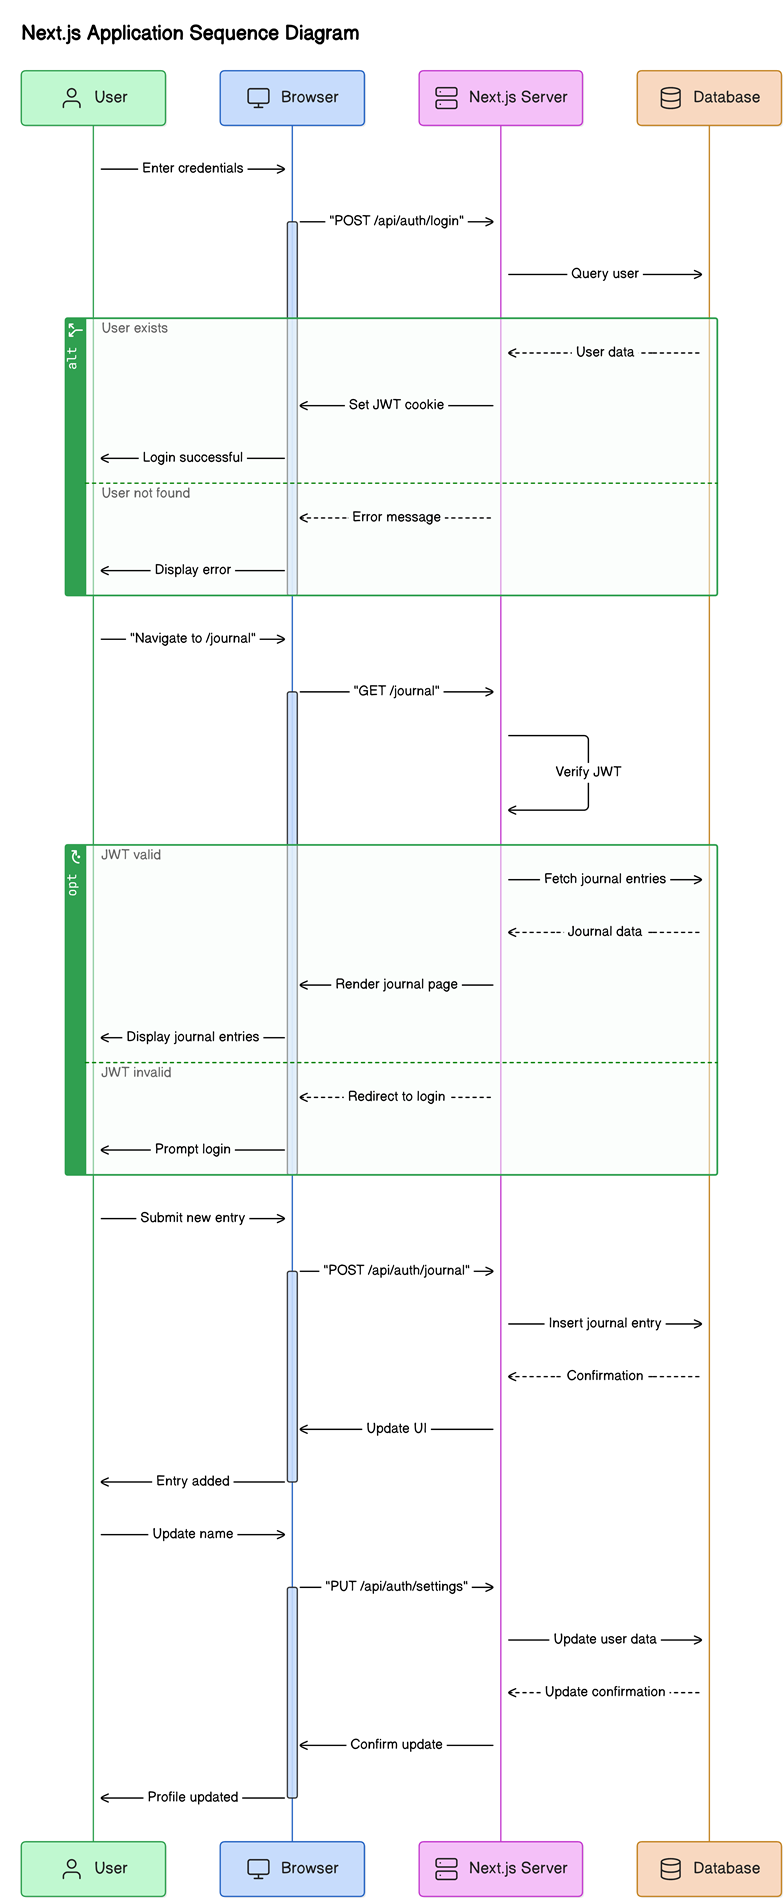 Next.js Application Sequence Diagram
User
Browser
Next.js Server
Database
Enter credentials
"POST /api/auth/login"
Query user
alt
User exists
User data
Set JWT cookie
Login successful
User not found
Error message
Display error
"Navigate to /journal"
"GET /journal"
Verify JWT
opt
JWT valid
Fetch journal entries
Journal data
Render journal page
Display journal entries
JWT invalid
Redirect to login
Prompt login
Submit new entry
"POST /api/auth/journal"
Insert journal entry
Confirmation
Update UI
Entry added
Update name
"PUT /api/auth/settings"
Update user data
Update confirmation
Confirm update
Profile updated
User
Browser
Next.js Server
Database